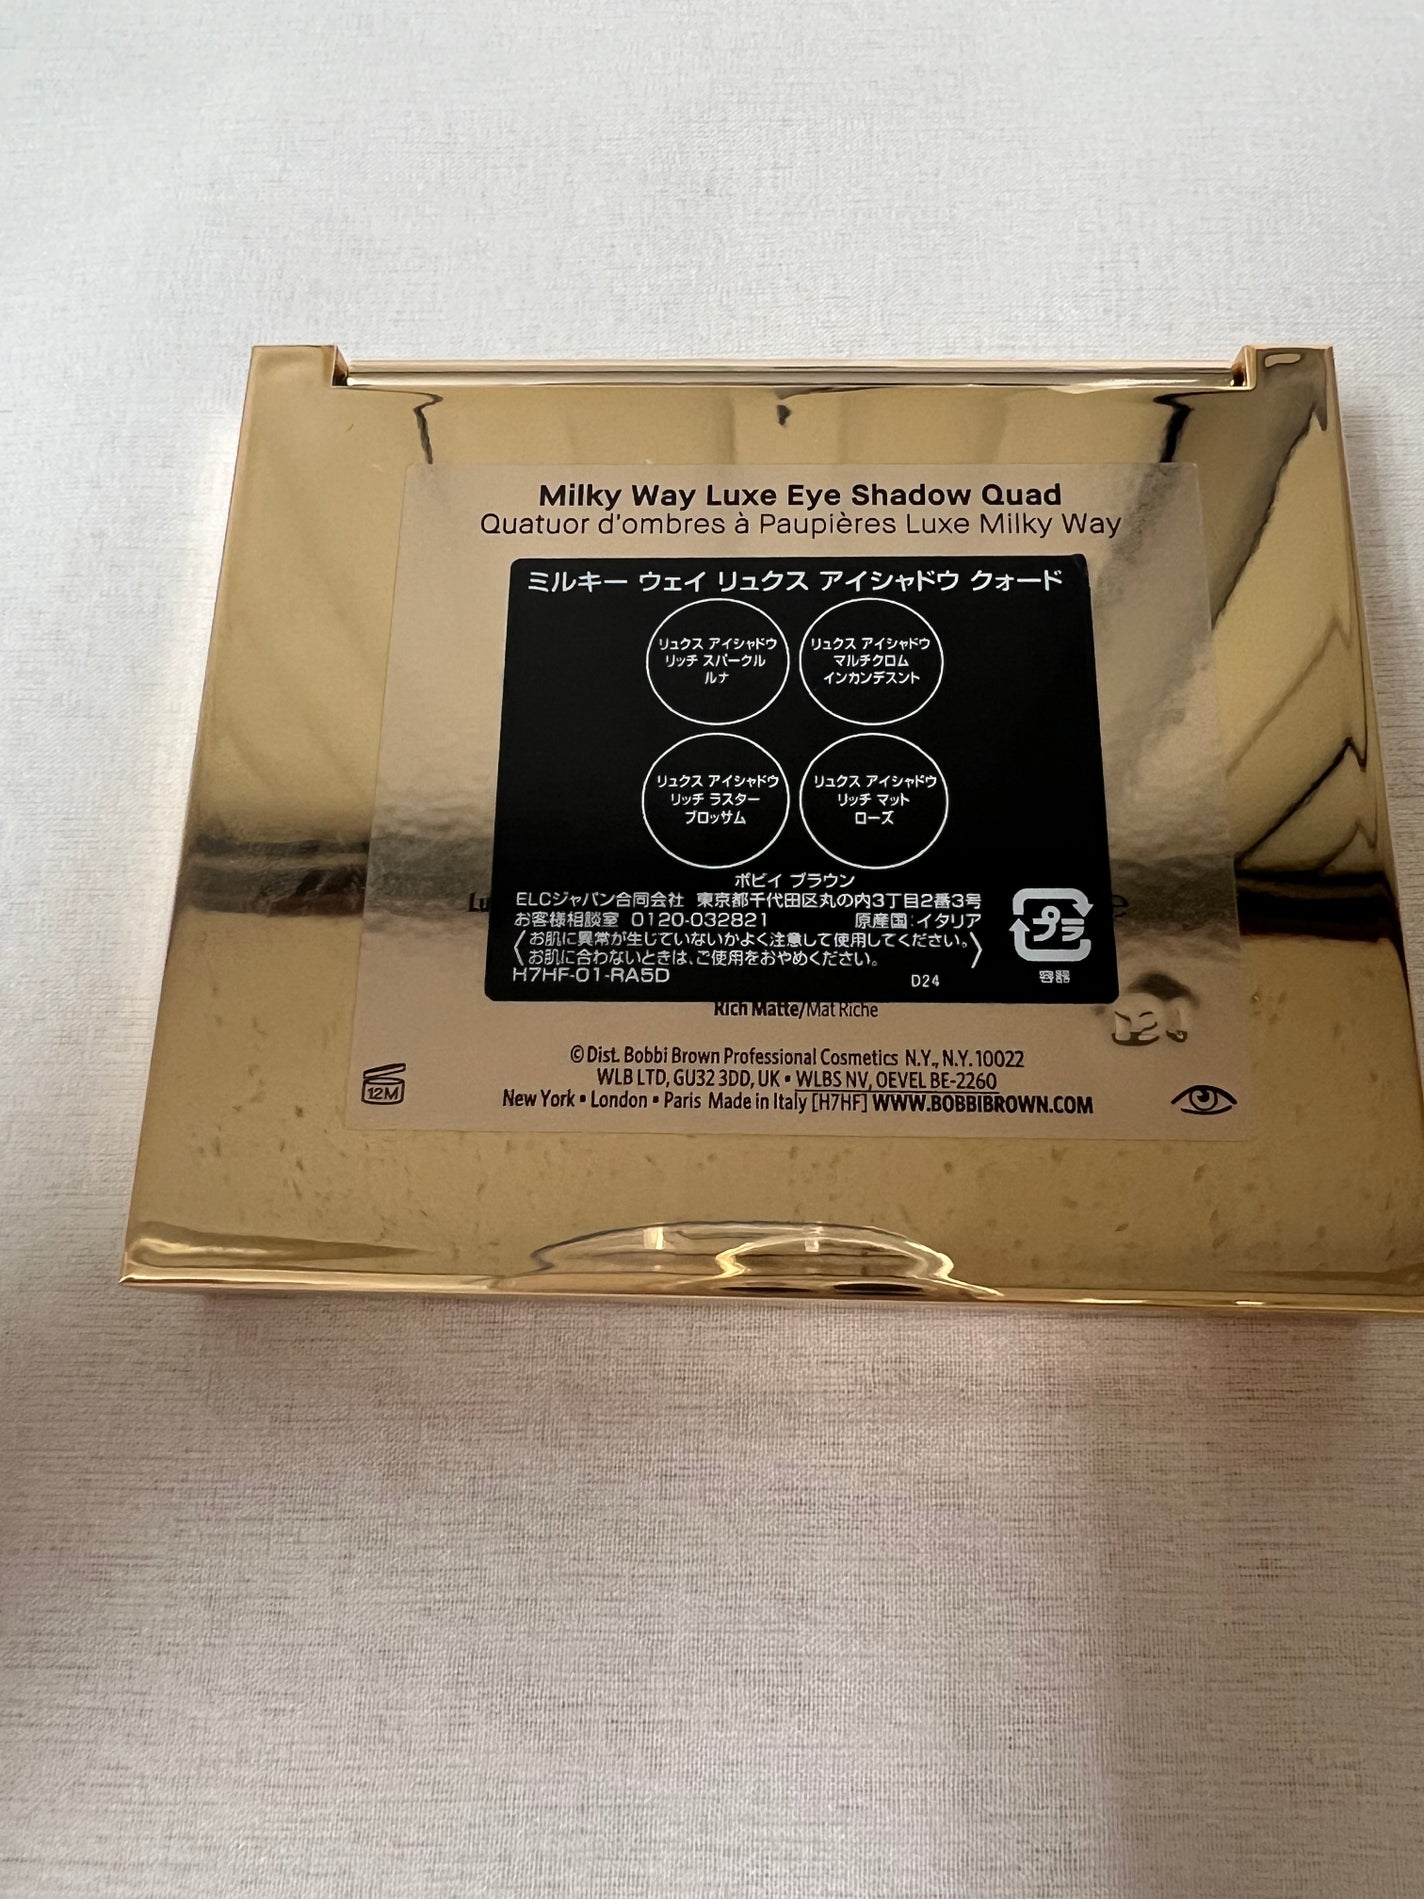 Milky Way Luxe Eye Shadow Quad
Quatuor d'ombres à Paupières Luxe Milky Way
ミルキー ウェイ リュクス アイシャドウ クォード
リュクス アイシャドウ
リッチ スパークル
ルナ
リュクス アイシャドウ
マルチクロム
インカンデスント
リュクス アイシャドウ
リッチ ラスター
ブロッサム
リュクス アイシャドウ
リッチ マット
ローズ
ボビイ ブラウン
ELCジャパン合同会社 東京都千代田区丸の内3丁目2番3号
お客様相談室 0120-032821 原産国:イタリア
お肌に異常が生じていないかよく注意して使用してください。
お肌に合わないときは、ご使用をおやめください。
H7HF-01-RA5D D24
プラ
容器
Rich Matte/Mat Riche
© Dist. Bobbi Brown Professional Cosmetics N.Y., N.Y. 10022
WLB LTD, GU32 3DD, UK • WLBS NV, OEVEL BE-2260
New York • London • Paris Made in Italy [H7HF] WWW.BOBBIBROWN.COM
12M